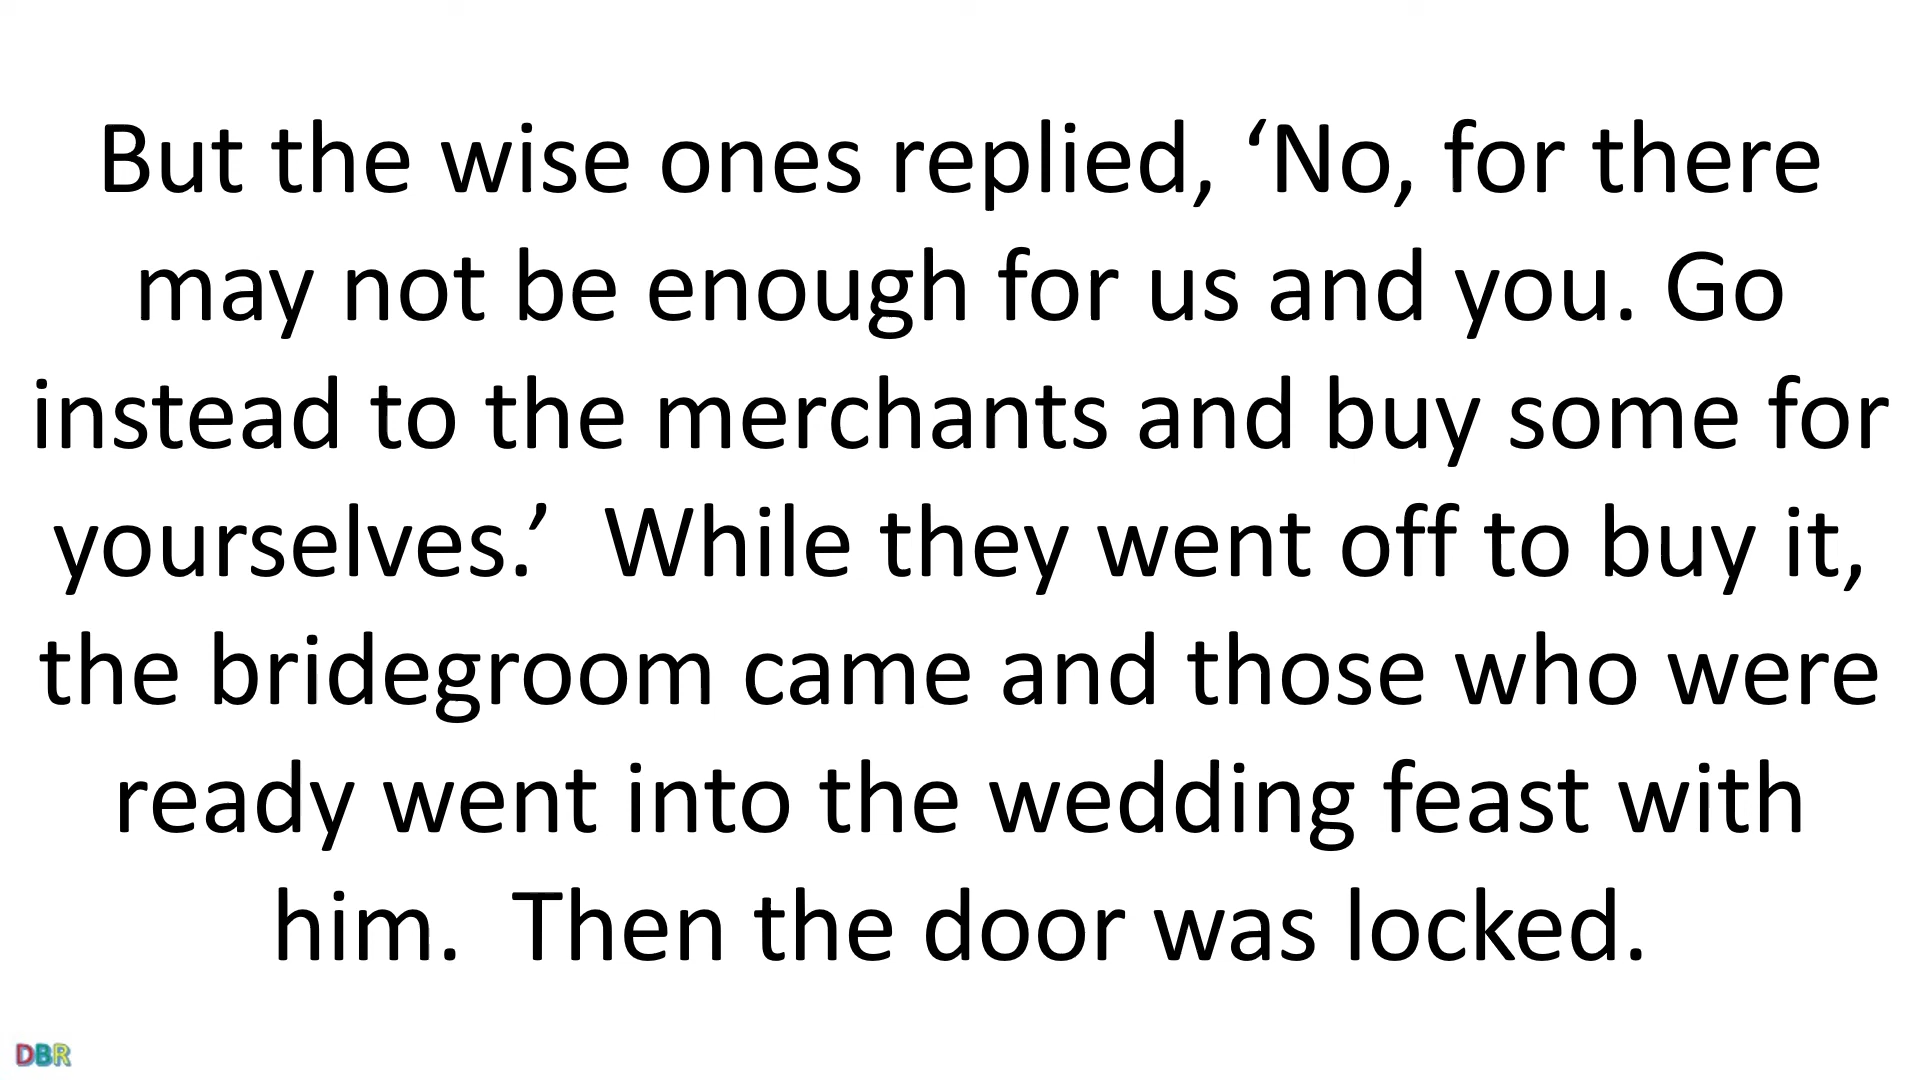 But the wise ones replied, ‘No, for there
may not be enough for us and you. Go
instead to the merchants and buy some for
yourselves.’  While they went off to buy it,
the bridegroom came and those who were
ready went into the wedding feast with
him.  Then the door was locked.
DBR